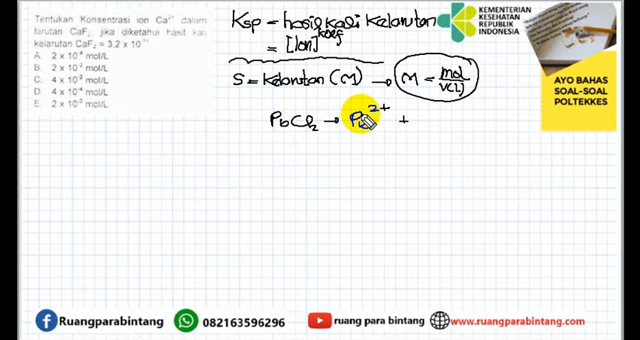 Tentukan Konsentrasi ion Ca²⁺ dalam
larutan CaF₂ jika diketahui hasil kali
kelarutan CaF₂ = 3,2 x 10⁻¹¹
A. 2 x 10⁻⁴ mol/L
B. 2 x 10⁻² mol/L
C. 4 x 10⁻³ mol/L
D. 4 x 10⁻⁴ mol/L
E. 2 x 10⁻³ mol/L
Ksp = hasil kali kelarutan
= [Ion]ᵏᵒᵉᶠ
S = Kelarutan (M) → M = mol/V(L)
PbCl₂ → Pb²⁺ +
KEMENTERIAN
KESEHATAN
REPUBLIK
INDONESIA
AYO BAHAS
SOAL-SOAL
POLTEKKES
Ruangparabintang 082163596296 ruang para bintang www.ruangparabintang.com